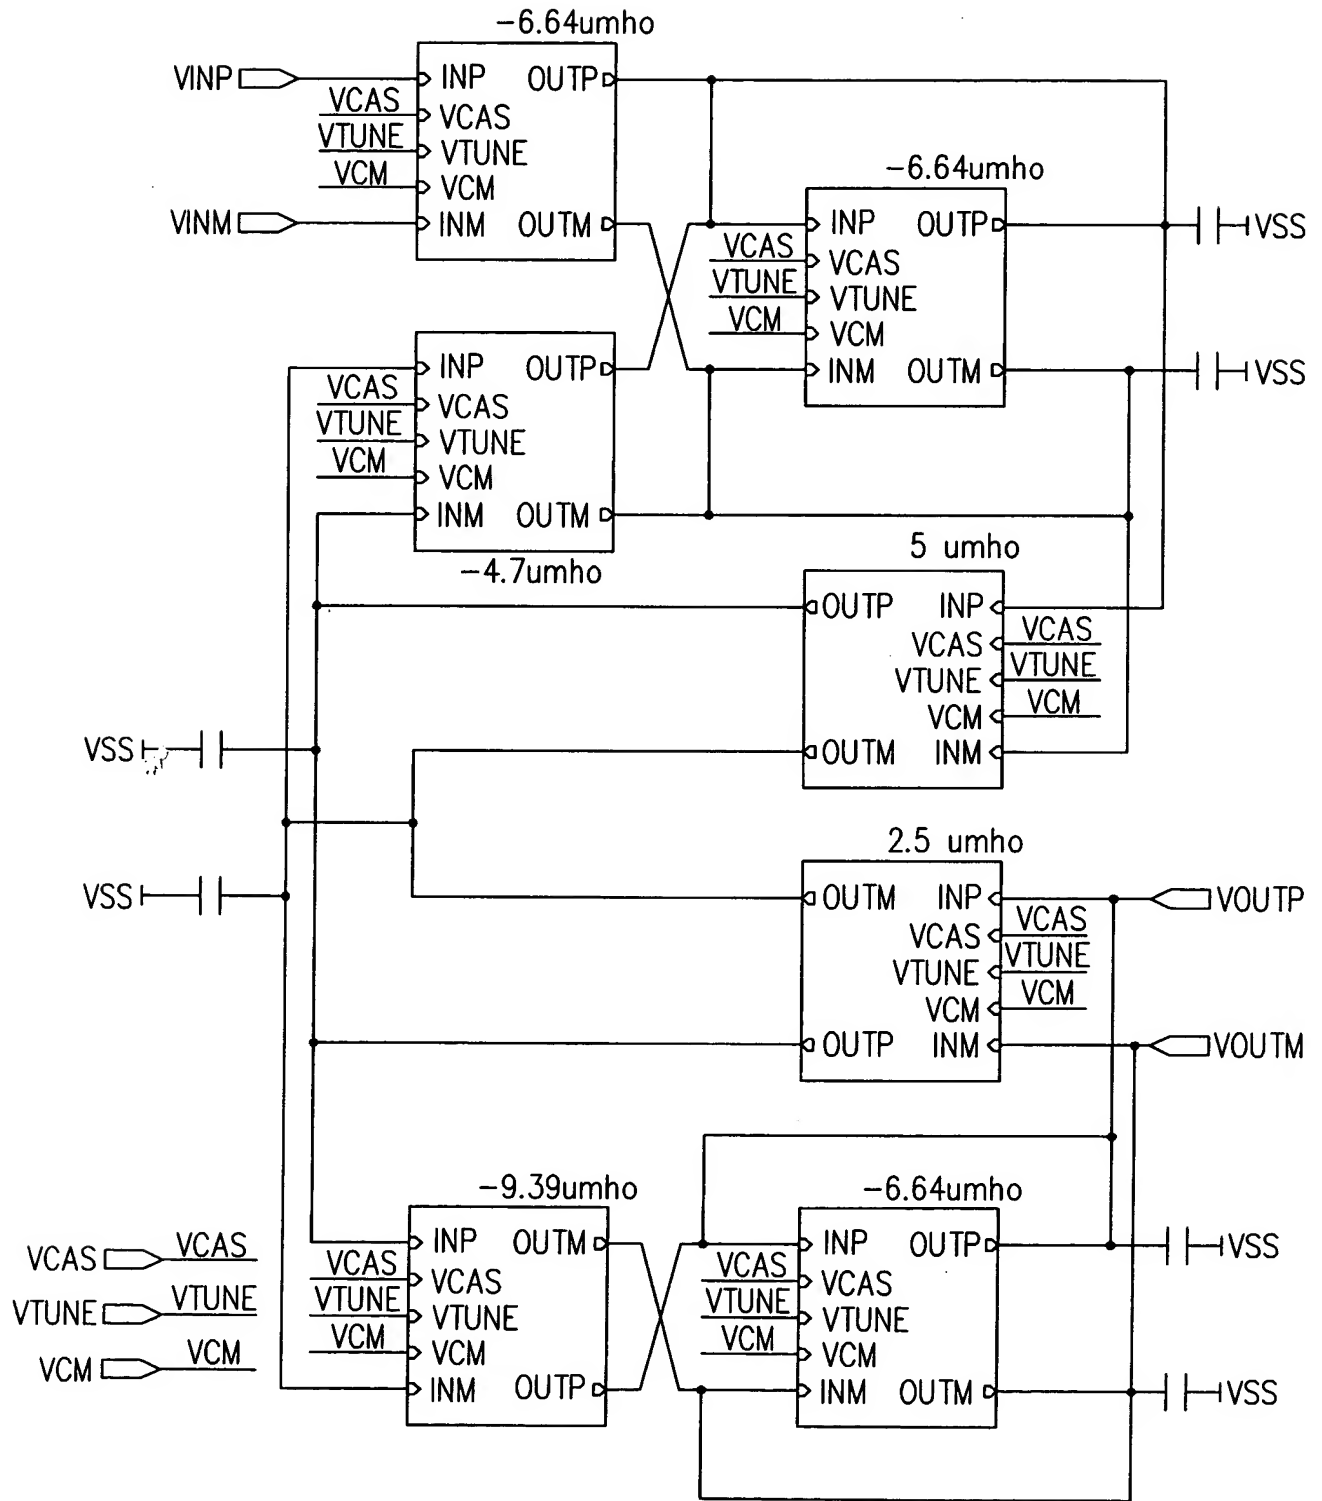 -6.64umho
VINP
INP OUTP
VCAS
VCAS
VTUNE
VTUNE
VCM
VCM
VINM
INM OUTM
-6.64umho
INP OUTP
VSS
VCAS
VCAS
VTUNE
VTUNE
VCM
VCM
INM OUTM
VSS
INP OUTP
VCAS
VCAS
VTUNE
VTUNE
VCM
VCM
INM OUTM
-4.7umho
5 umho
OUTP INP
VCAS
VCAS
VTUNE
VTUNE
VCM
VCM
OUTM INM
VSS
2.5 umho
VSS
OUTM INP
VOUTP
VCAS
VCAS
VTUNE
VTUNE
VCM
VCM
OUTP INM
VOUTM
-9.39umho
INP OUTM
VCAS
VCAS
VTUNE
VTUNE
VCM
VCM
INM OUTP
-6.64umho
INP OUTP
VSS
VCAS
VCAS
VTUNE
VTUNE
VCM
VCM
INM OUTM
VSS
VCAS VCAS
VTUNE VTUNE
VCM VCM